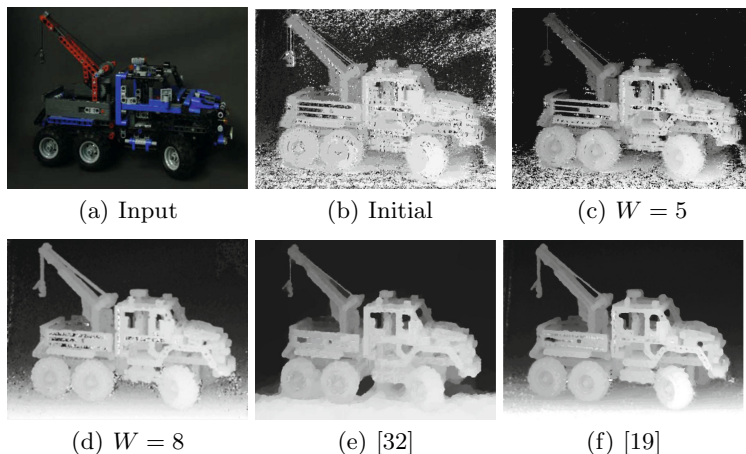 (a) Input
(b) Initial
(c) W = 5
(d) W = 8
(e) [32]
(f) [19]